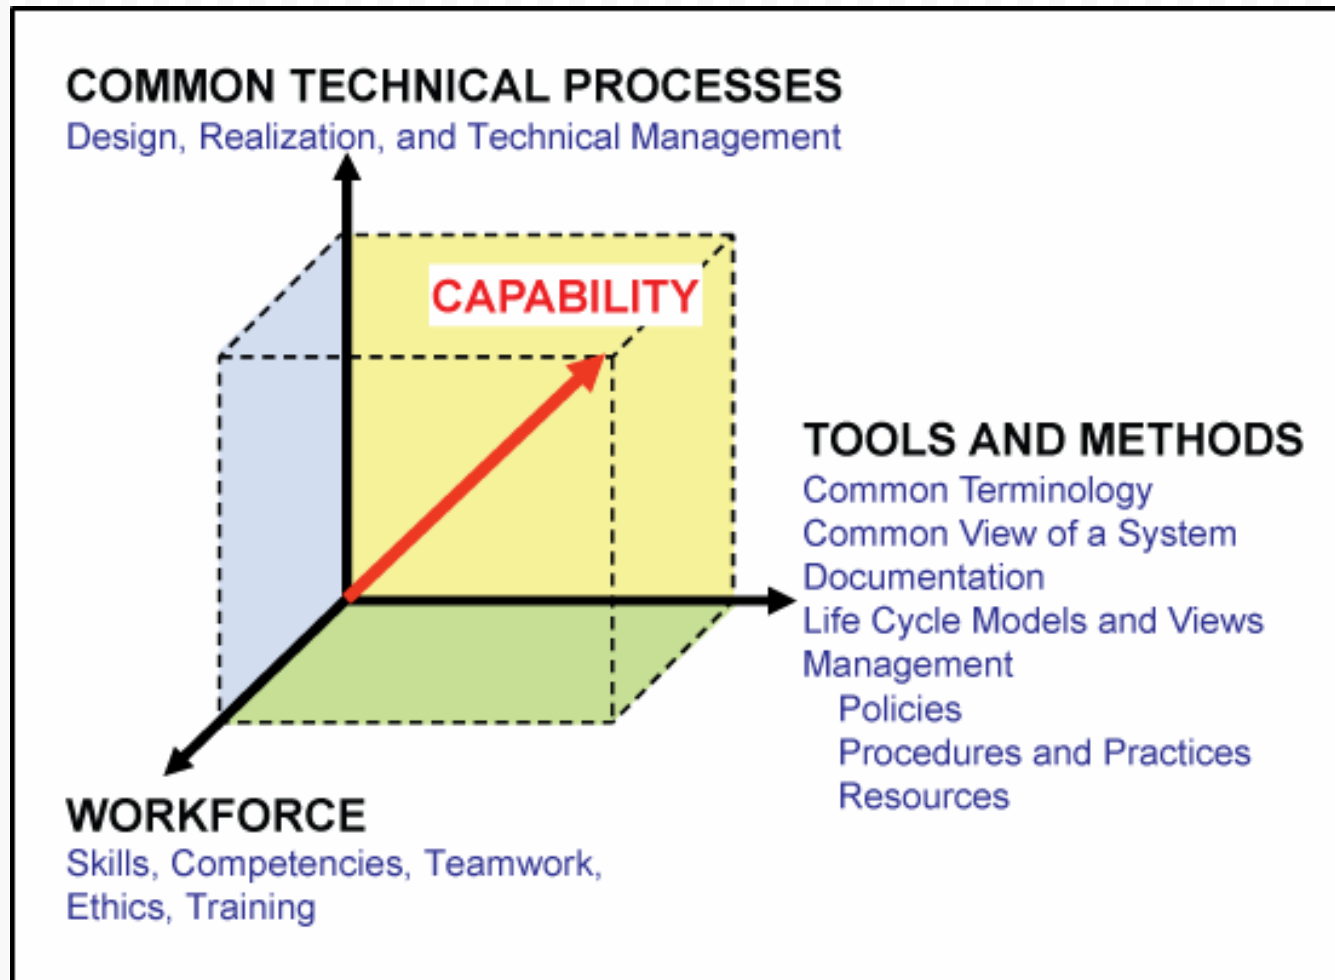 COMMON TECHNICAL PROCESSES
Design, Realization, and Technical Management
CAPABILITY
TOOLS AND METHODS
Common Terminology
Common View of a System
Documentation
Life Cycle Models and Views
Management
Policies
Procedures and Practices
Resources
WORKFORCE
Skills, Competencies, Teamwork,
Ethics, Training